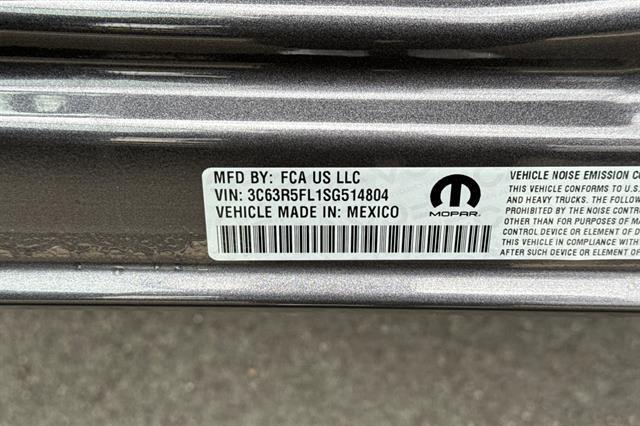 MFD BY: FCA US LLC
VIN: 3C63R5FL1SG514804
VEHICLE MADE IN: MEXICO
MOPAR
VEHICLE NOISE EMISSION
THIS VEHICLE CONFORMS TO U.S.
AND HEAVY TRUCKS. THE FOLLOW
PROHIBITED BY THE NOISE CONTR
OTHER THAN FOR PURPOSES OF M
CONTROL DEVICE OR ELEMENT OF D
THIS VEHICLE IN COMPLIANCE WITH
AFTER SUCH DEVICE OR ELEMENT OF